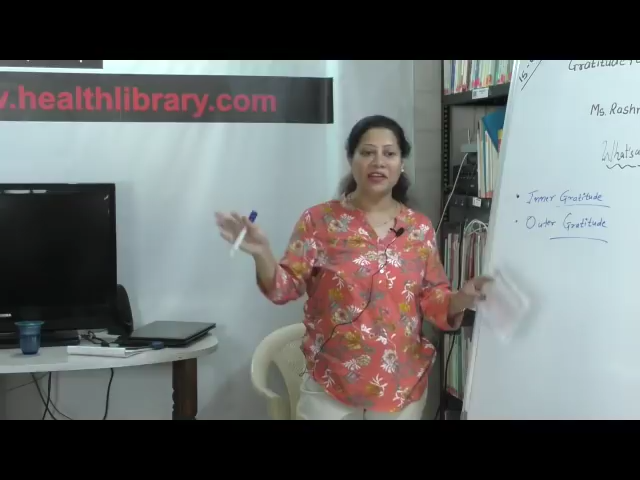 w.healthlibrary.com
Gratitude
Ms. Rashm
Whatsa
• Inner Gratitude
• Outer Gratitude